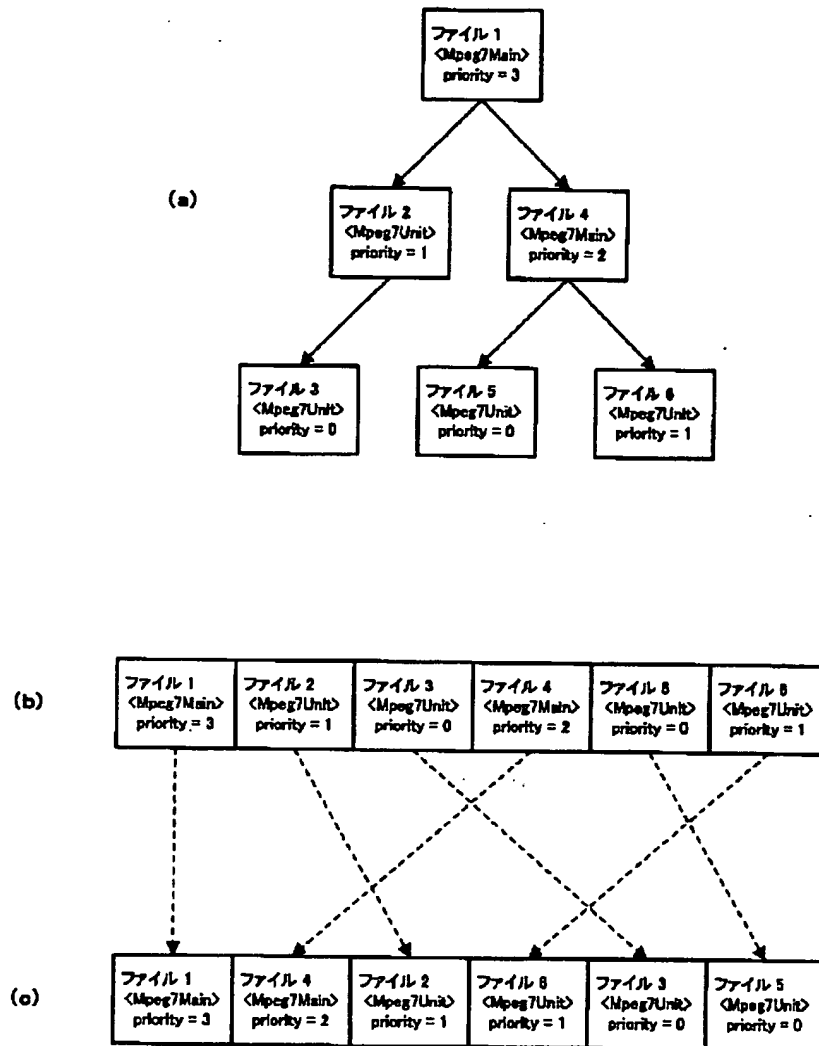 ファイル 1
<Mpeg7Main>
priority = 3
(a)
ファイル 2
<Mpeg7Unit>
priority = 1
ファイル 4
<Mpeg7Main>
priority = 2
ファイル 3
<Mpeg7Unit>
priority = 0
ファイル 5
<Mpeg7Unit>
priority = 0
ファイル 6
<Mpeg7Unit>
priority = 1
(b)
ファイル 1
<Mpeg7Main>
priority = 3
ファイル 2
<Mpeg7Unit>
priority = 1
ファイル 3
<Mpeg7Unit>
priority = 0
ファイル 4
<Mpeg7Main>
priority = 2
ファイル 5
<Mpeg7Unit>
priority = 0
ファイル 6
<Mpeg7Unit>
priority = 1
(c)
ファイル 1
<Mpeg7Main>
priority = 3
ファイル 4
<Mpeg7Main>
priority = 2
ファイル 2
<Mpeg7Unit>
priority = 1
ファイル 6
<Mpeg7Unit>
priority = 1
ファイル 3
<Mpeg7Unit>
priority = 0
ファイル 5
<Mpeg7Unit>
priority = 0